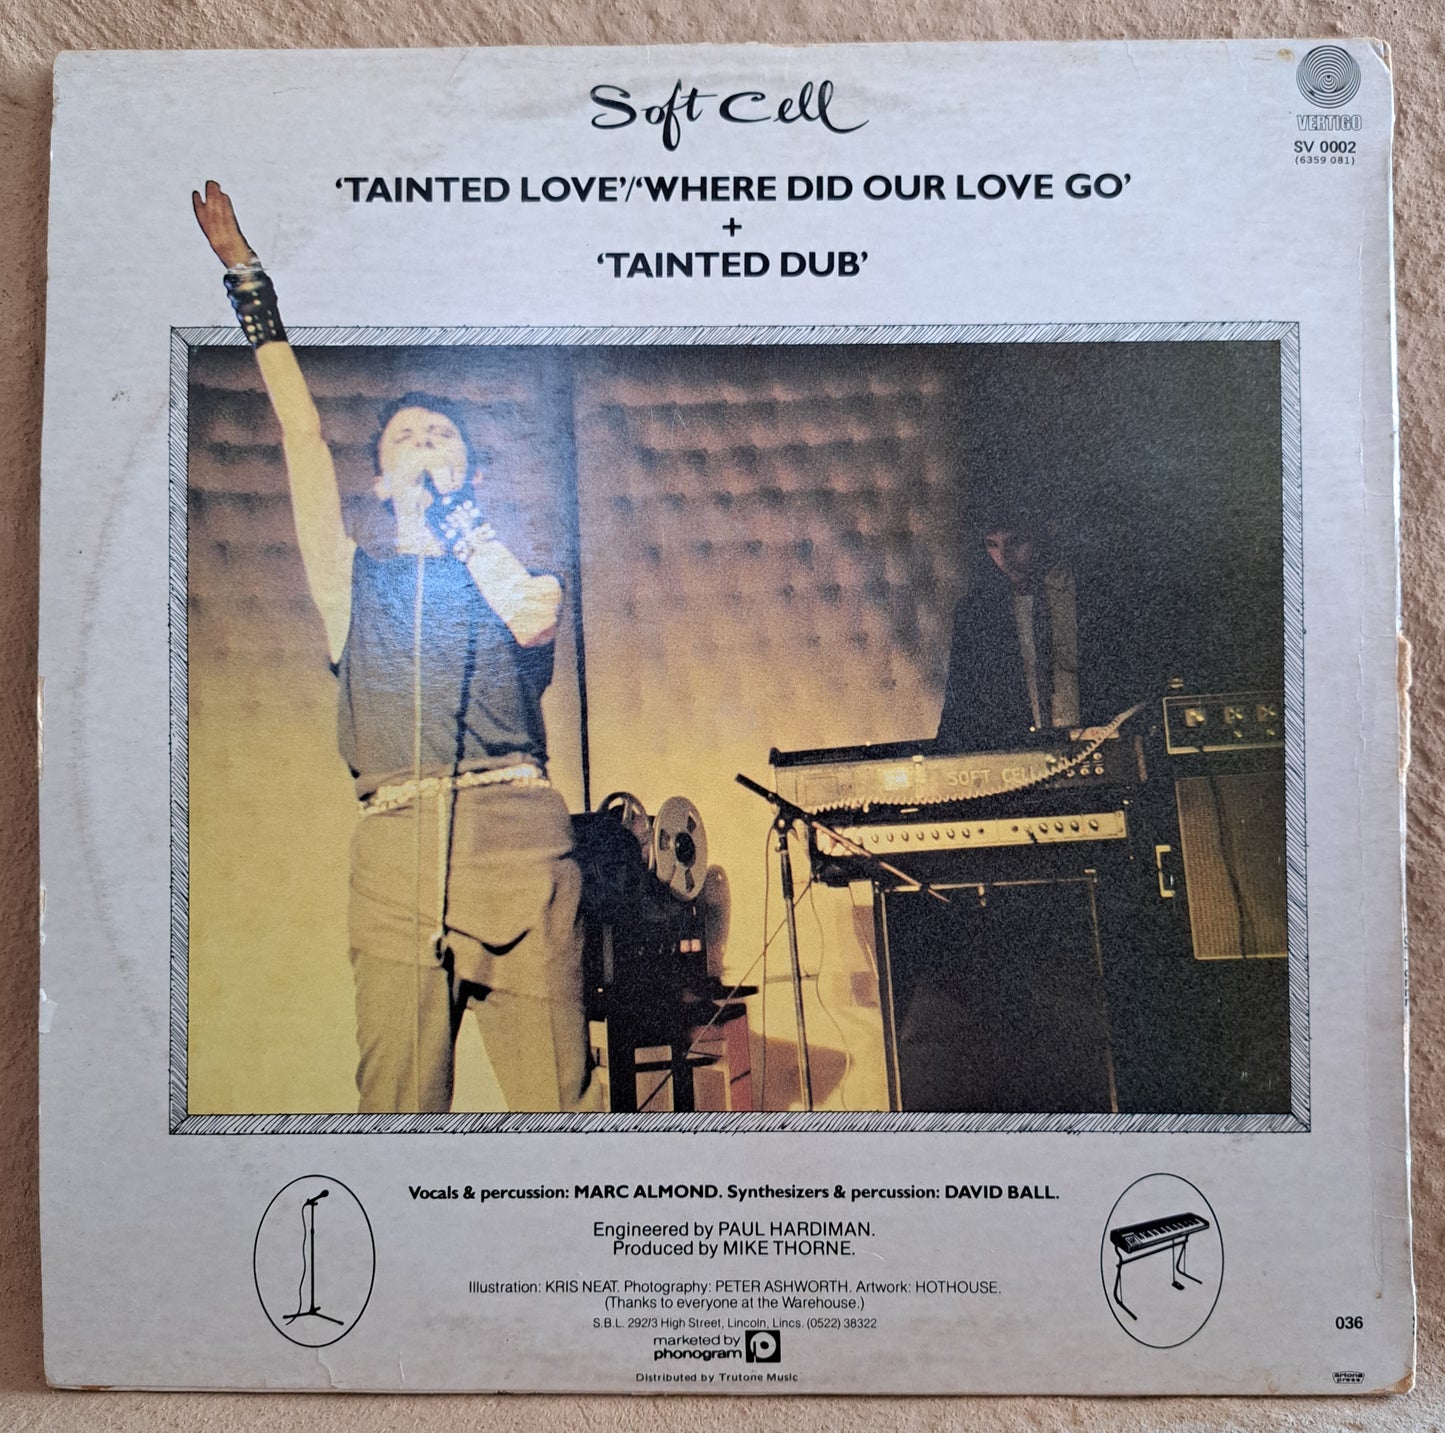 Soft Cell
VERTIGO
SV 0002
(6359 081)
‘TAINTED LOVE’/‘WHERE DID OUR LOVE GO’
+
‘TAINTED DUB’
SOFT CELL
Vocals & percussion: MARC ALMOND. Synthesizers & percussion: DAVID BALL.
Engineered by PAUL HARDIMAN.
Produced by MIKE THORNE.
Illustration: KRIS NEAT. Photography: PETER ASHWORTH. Artwork: HOTHOUSE.
(Thanks to everyone at the Warehouse.)
S.B.L. 292/3 High Street, Lincoln, Lincs. (0522) 38322
marketed by
phonogram
Distributed by Trutone Music
036
artone
press